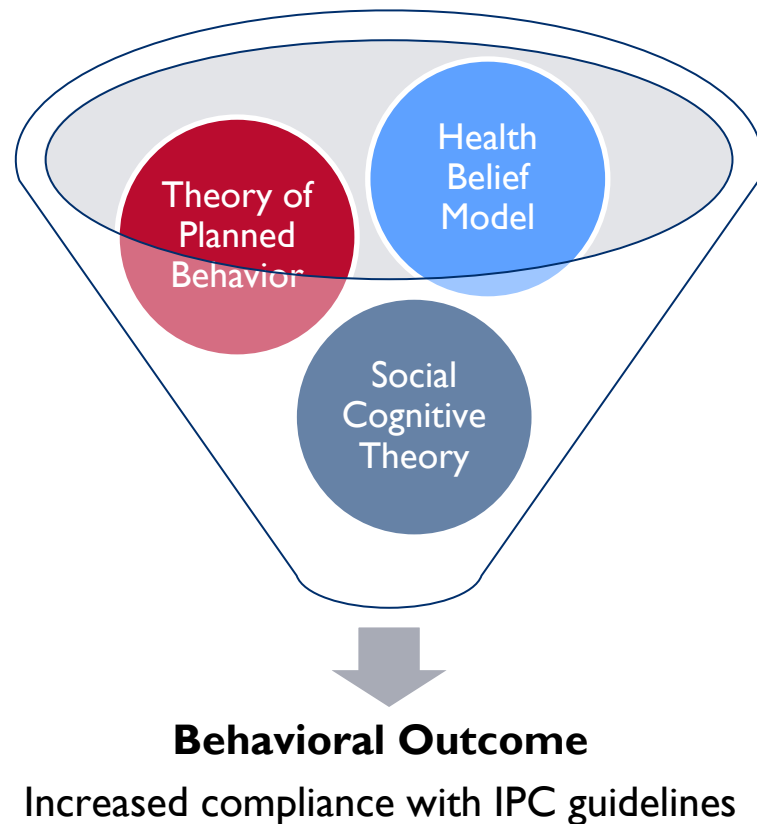 Theory of
Planned
Behavior
Health
Belief
Model
Social
Cognitive
Theory
Behavioral Outcome
Increased compliance with IPC guidelines